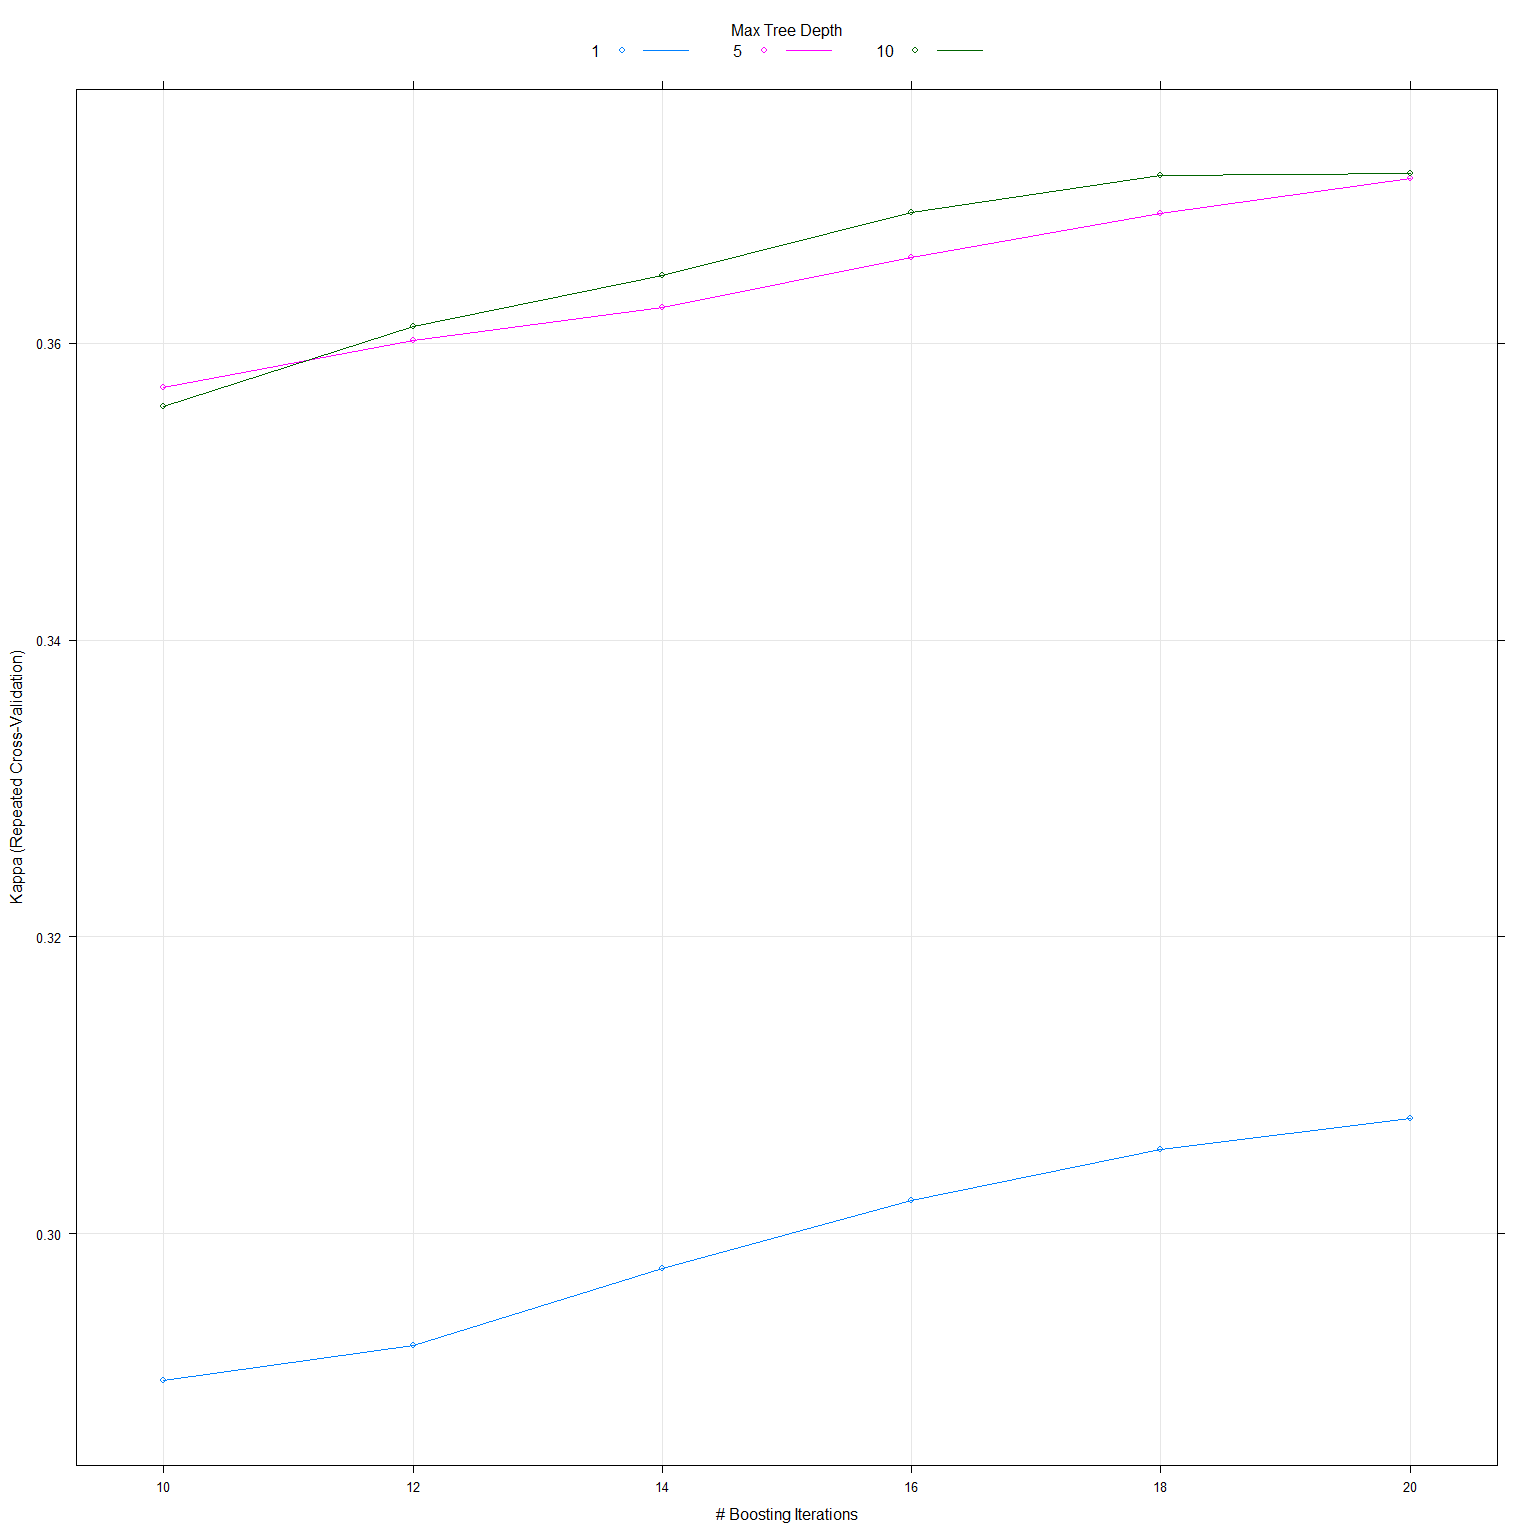 Max Tree Depth
1 5 10
0.36
0.34
0.32
0.30
Kappa (Repeated Cross-Validation)
10 12 14 16 18 20
# Boosting Iterations